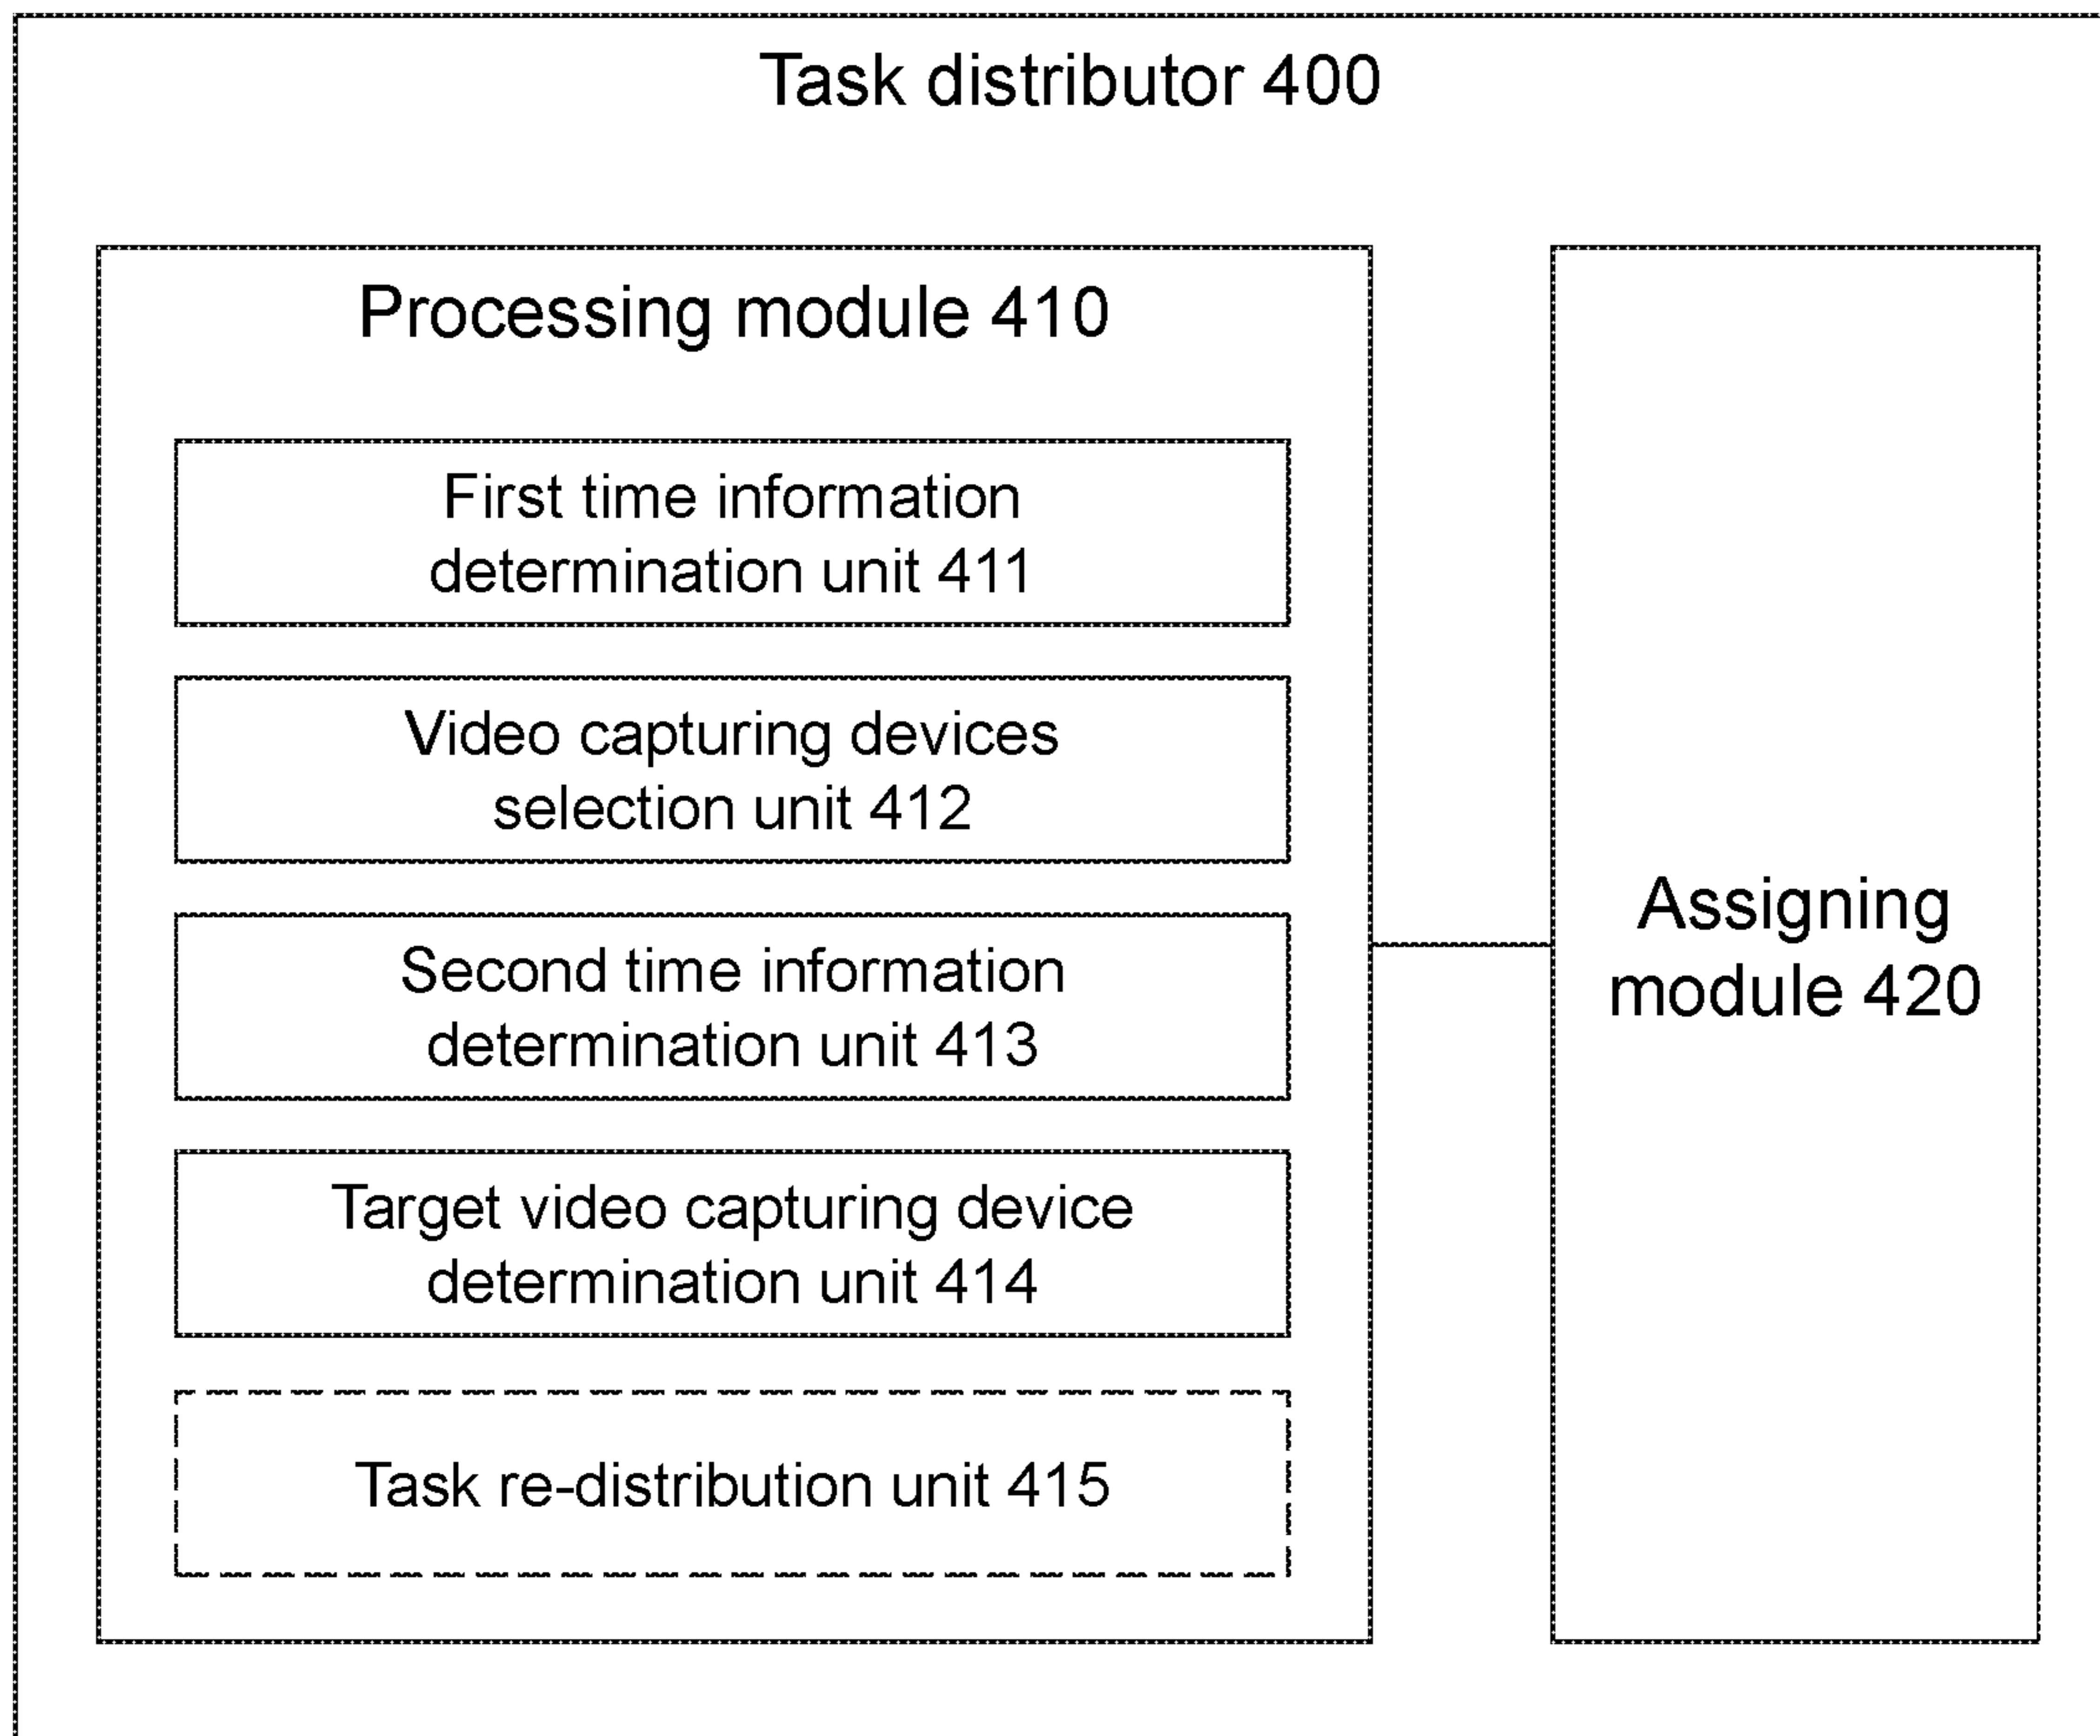 Task distributor 400
Processing module 410
First time information
determination unit 411
Video capturing devices
selection unit 412
Second time information
determination unit 413
Target video capturing device
determination unit 414
Task re-distribution unit 415
Assigning
module 420